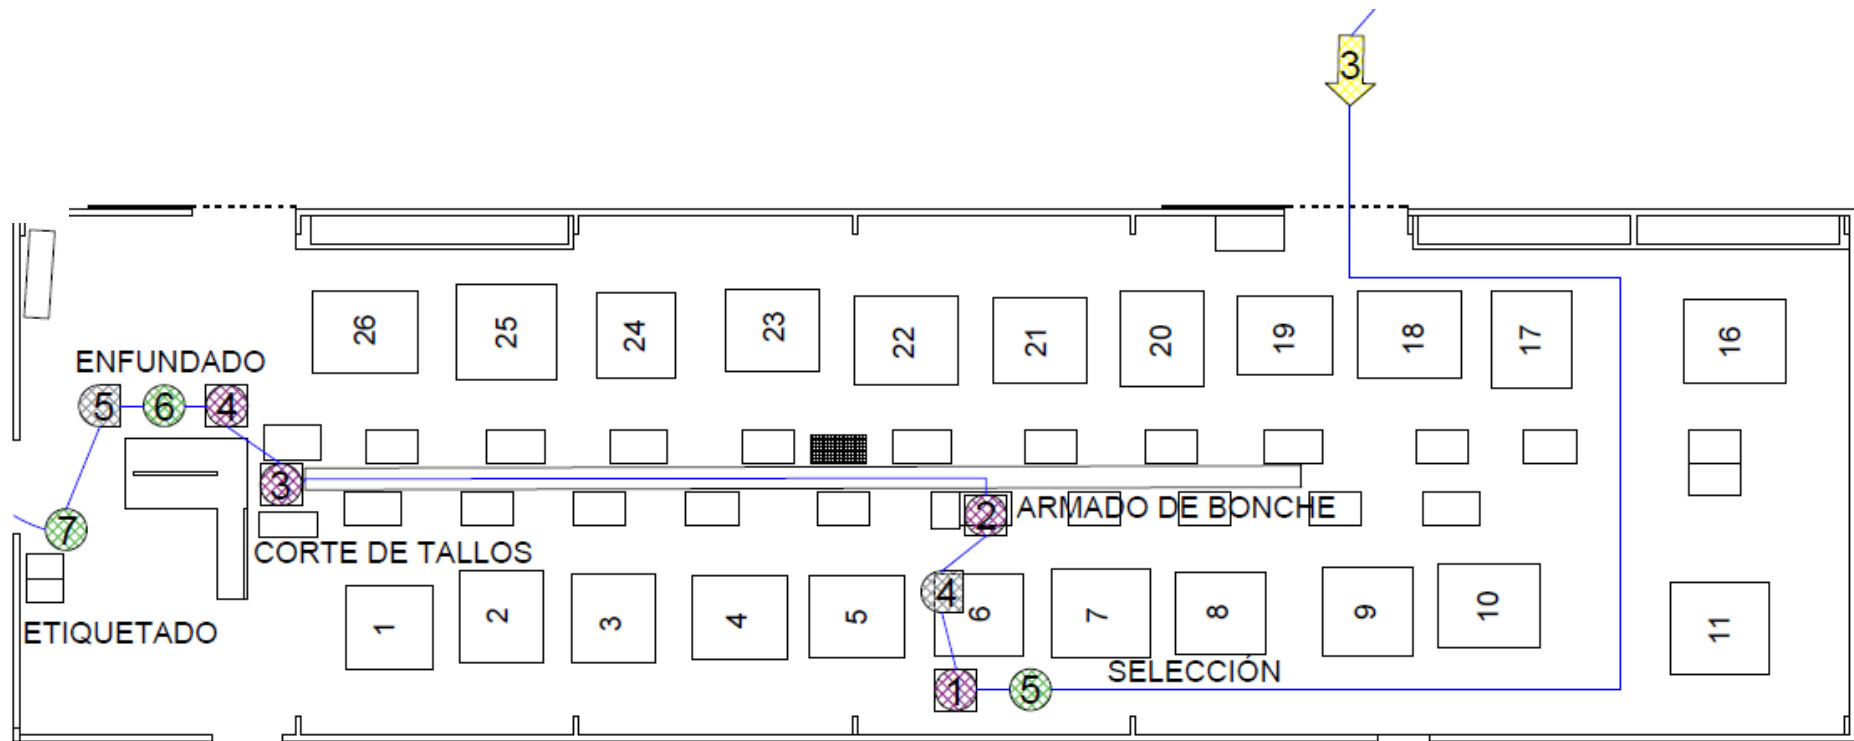 3
26 25 24 23 22 21 20 19 18 17 16
ENFUNDADO
5 6 4
3
2 ARMADO DE BONCHE
7
CORTE DE TALLOS
4
1 2 3 4 5 6 7 8 9 10 11
ETIQUETADO
SELECCIÓN
1 5